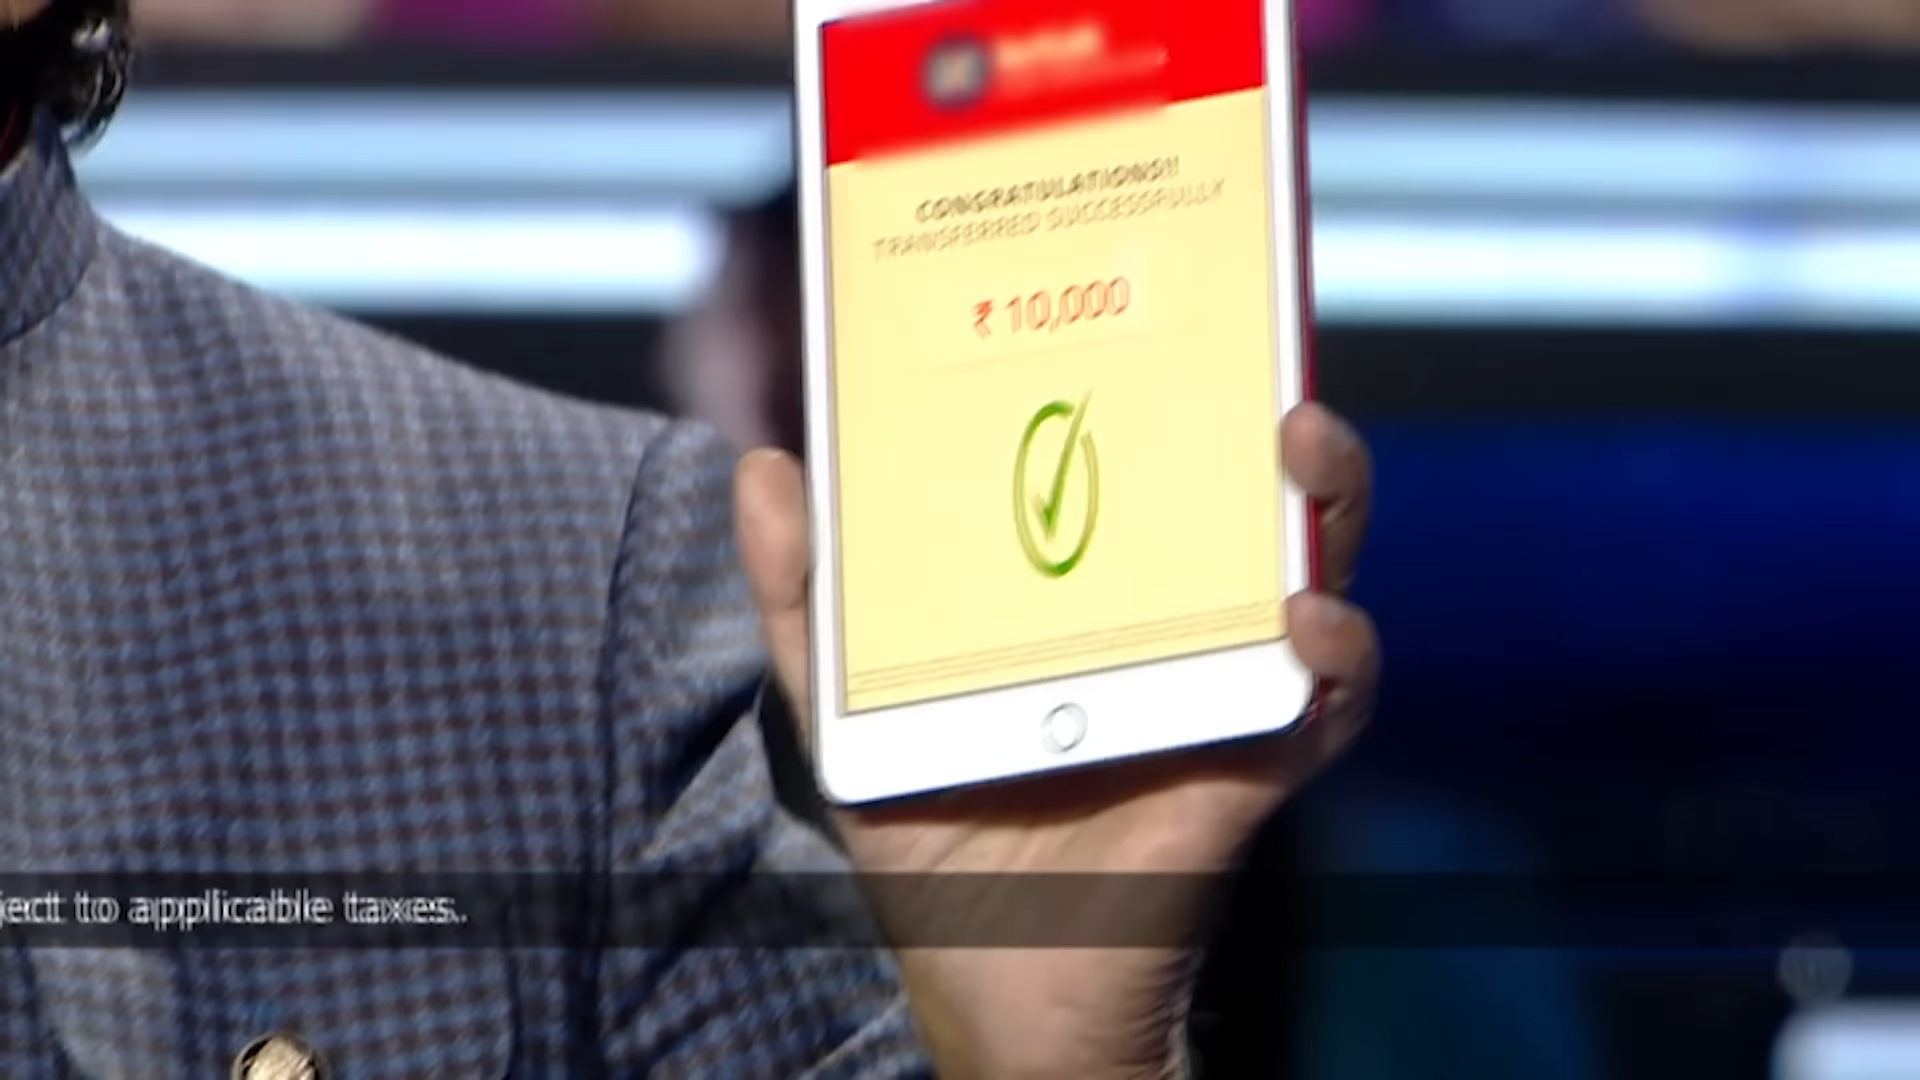 CONGRATULATIONS!!
TRANSFERRED SUCCESSFULLY
₹ 10,000
ject to applicable taxes.